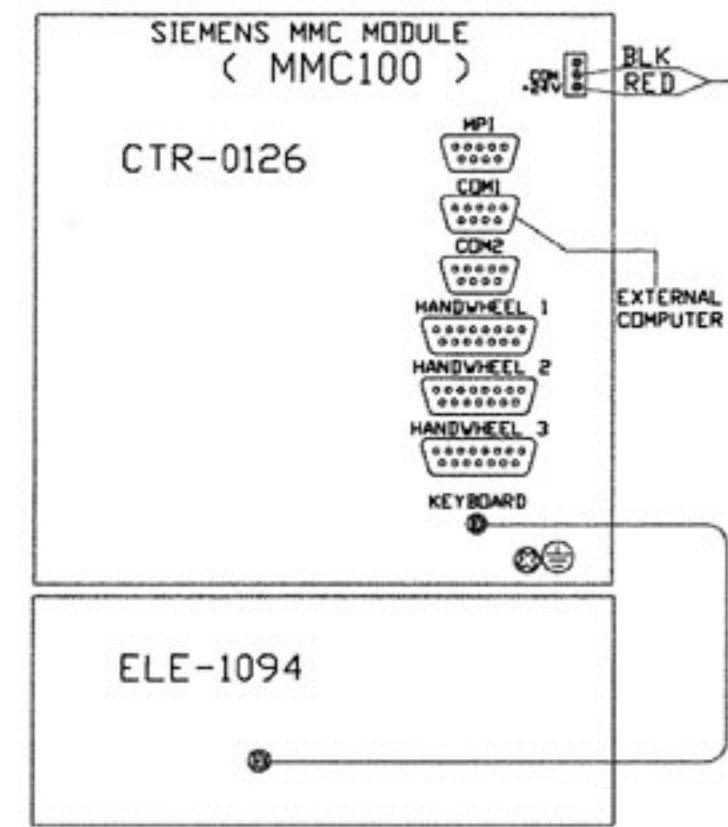 SIEMENS MMC MODULE
( MMC100 )
BLK
COM
RED
+24V
MPI
CTR-0126
COM1
COM2
EXTERNAL
COMPUTER
HANDWHEEL 1
HANDWHEEL 2
HANDWHEEL 3
KEYBOARD
ELE-1094